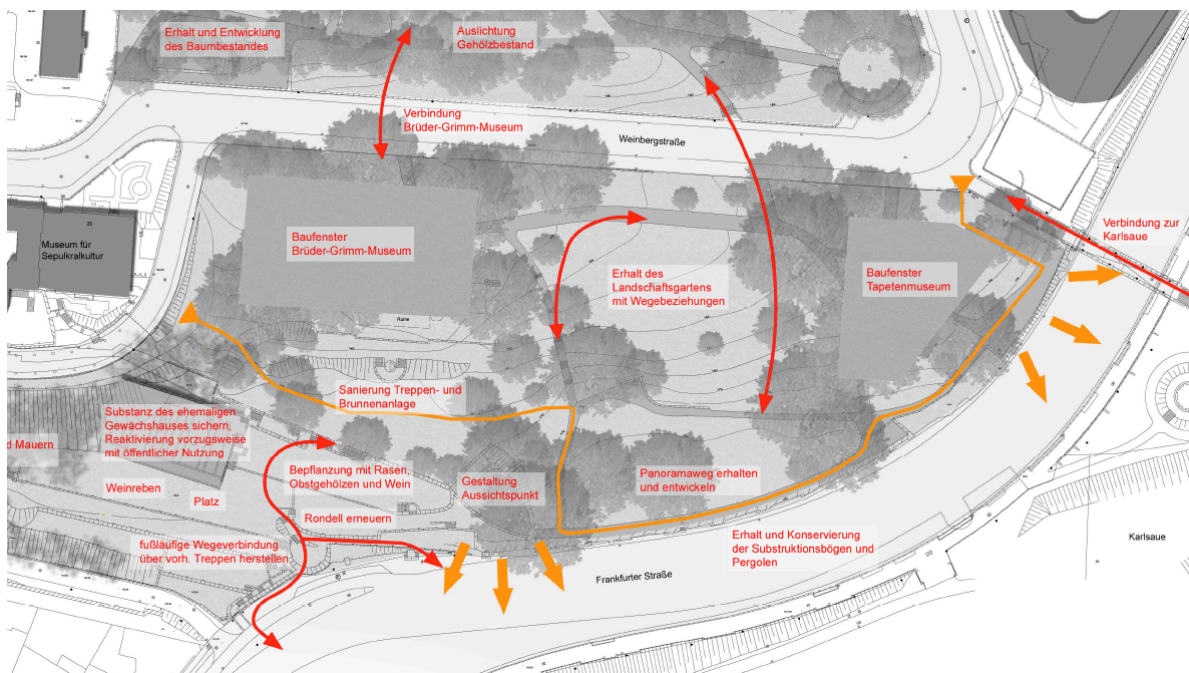 Erhalt und Entwicklung
des Baumbestandes
Auslichtung
Gehölzbestand
Verbindung
Brüder-Grimm-Museum
Weinbergstraße
Museum für
Sepulkralkultur
Baufenster
Brüder-Grimm-Museum
Erhalt des
Landschaftsgartens
mit Wegebeziehungen
Baufenster
Tapetenmuseum
Verbindung zur
Karlsaue
Ruine
Sanierung Treppen- und
Brunnenanlage
Substanz des ehemaligen
Gewächshauses sichern,
Reaktivierung vorzugsweise
mit öffentlicher Nutzung
d Mauern
Weinreben
Platz
Bepflanzung mit Rasen,
Obstgehölzen und Wein
Rondell erneuern
Gestaltung
Aussichtspunkt
Panoramaweg erhalten
und entwickeln
fußläufige Wegeverbindung
über vorh. Treppen herstellen
Erhalt und Konservierung
der Substruktionsbögen und
Pergolen
Frankfurter Straße
Karlsaue